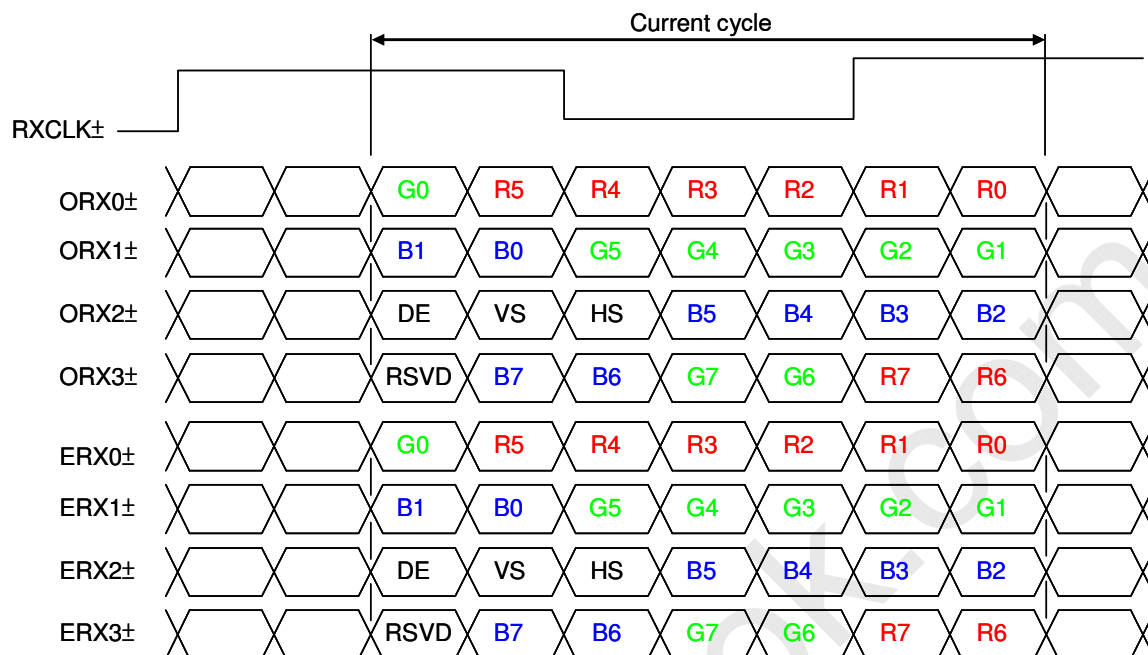 Current cycle
RXCLK±
ORX0± G0 R5 R4 R3 R2 R1 R0
ORX1± B1 B0 G5 G4 G3 G2 G1
ORX2± DE VS HS B5 B4 B3 B2
ORX3± RSVD B7 B6 G7 G6 R7 R6
ERX0± G0 R5 R4 R3 R2 R1 R0
ERX1± B1 B0 G5 G4 G3 G2 G1
ERX2± DE VS HS B5 B4 B3 B2
ERX3± RSVD B7 B6 G7 G6 R7 R6
ok.com